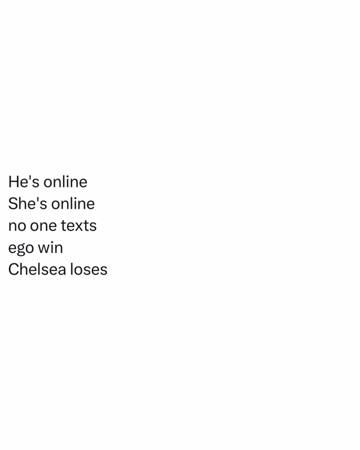 He's online
She's online
no one texts
ego win
Chelsea loses